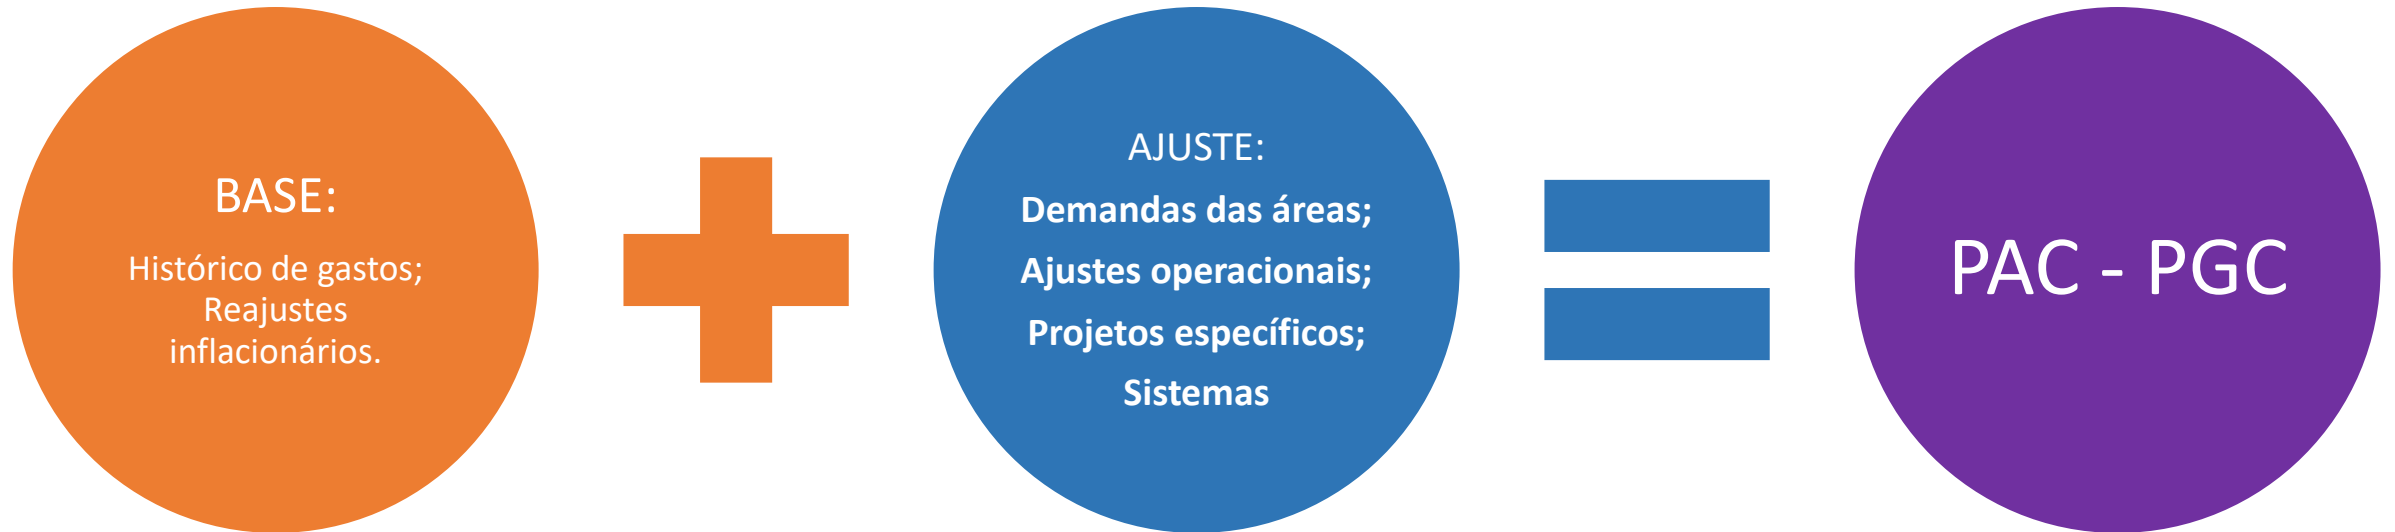 BASE:
Histórico de gastos;
Reajustes
inflacionários.
AJUSTE:
Demandas das áreas;
Ajustes operacionais;
Projetos específicos;
Sistemas
PAC - PGC